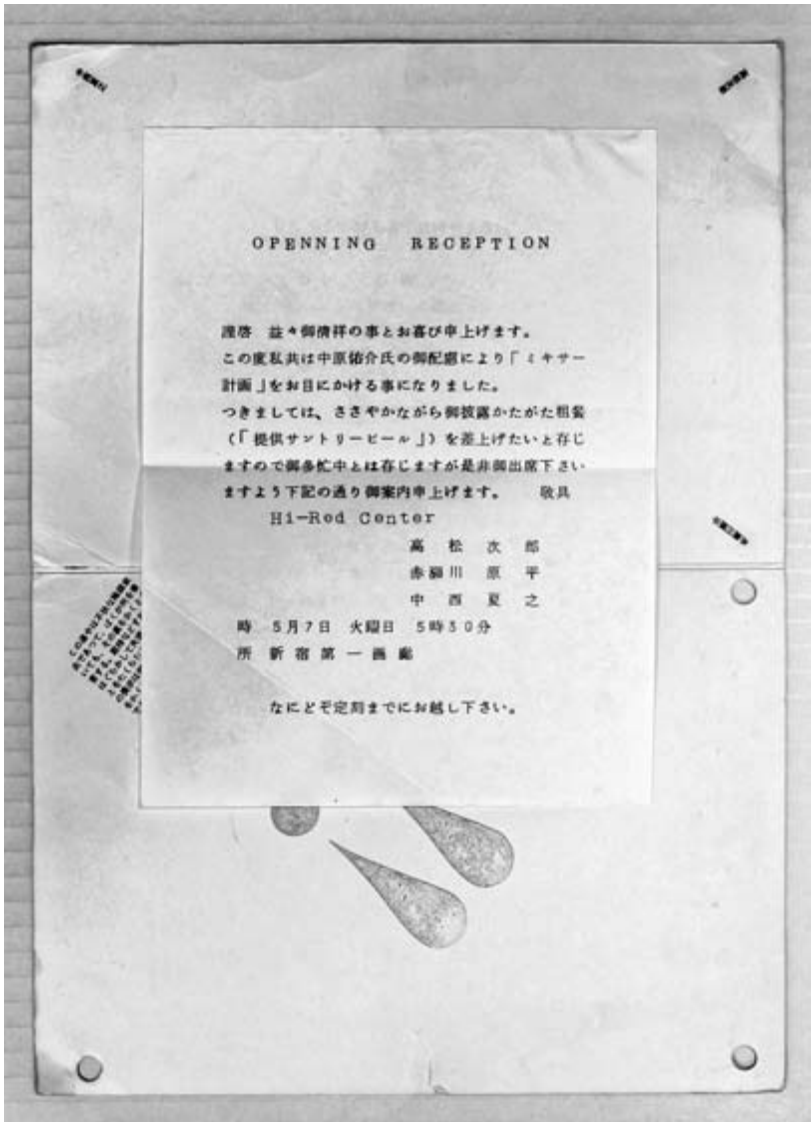 OPENNING RECEPTION
謹啓 益々御清祥の事とお喜び申上げます。
この度私共は中原佑介氏の御配慮により「ミキサー
計画」をお目にかける事になりました。
つきましては、ささやかながら御披露かたがた粗餐
(「提供サントリービール」)を差上げたいと存じ
ますので御多忙中とは存じますが是非御出席下さい
ますよう下記の通り御案内申上げます。 敬具
Hi-Red Center
高松次郎
赤瀬川原平
中西夏之
時 5月7日 火曜日 5時30分
所 新宿第一画廊
なにとぞ定刻までにお越し下さい。